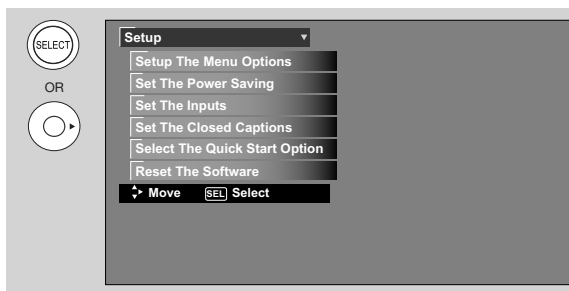 SELECT
OR
Setup
Setup The Menu Options
Set The Power Saving
Set The Inputs
Set The Closed Captions
Select The Quick Start Option
Reset The Software
Move SEL Select